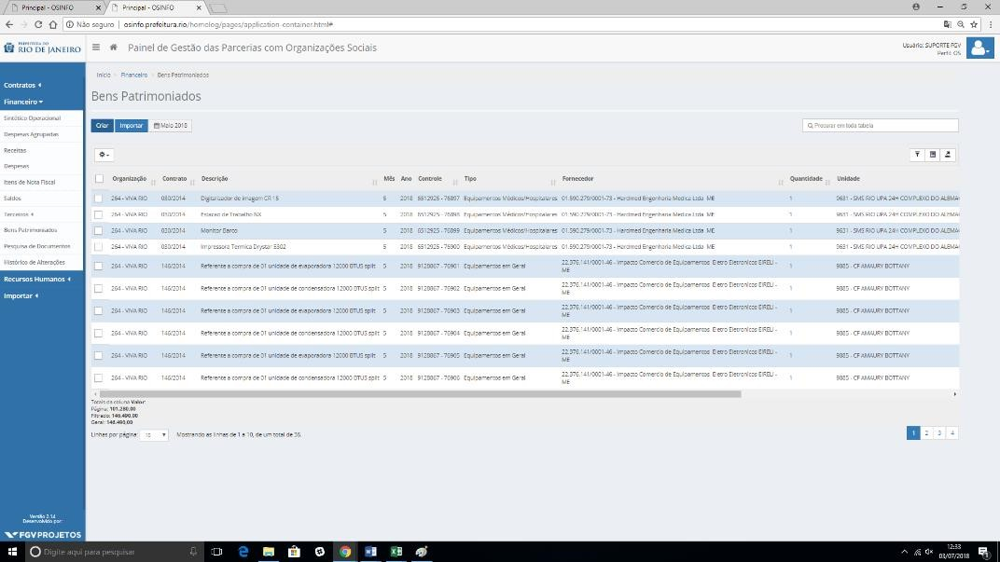 Principal - OSINFO × Principal - OSINFO ×
Não seguro | osinfo.prefeitura.rio/homolog/pages/application-container.html#
PREFEITURA DO
RIO DE JANEIRO
Painel de Gestão das Parcerias com Organizações Sociais
Usuário: SUPORTE FGV
Perfil: OS
Contratos
Financeiro
Sintético Operacional
Despesas Agrupadas
Receitas
Despesas
Itens de Nota Fiscal
Saldos
Terceiros
Bens Patrimoniados
Pesquisa de Documentos
Histórico de Alterações
Recursos Humanos
Importar
Versão 2.14
Desenvolvido por:
FGV PROJETOS
Início Financeiro Bens Patrimoniados
Bens Patrimoniados
Criar Importar Maio 2018
Procurar em toda tabela
Organização Contrato Descrição Mês Ano Controle Tipo Fornecedor Quantidade Unidade
264 - VIVA RIO 030/2014 Digitalizador de imagem CR 15 5 2018 6512925 - 76897 Equipamentos Médicos/Hospitalares 01.590.279/0001-73 - Hardmed Engenharia Medica Ltda ME 1 9631 - SMS RIO UPA 24H COMPLEXO DO ALEMA
264 - VIVA RIO 030/2014 Estacao de Trabalho NX 5 2018 6512925 - 76898 Equipamentos Médicos/Hospitalares 01.590.279/0001-73 - Hardmed Engenharia Medica Ltda ME 1 9631 - SMS RIO UPA 24H COMPLEXO DO ALEMA
264 - VIVA RIO 030/2014 Monitor Barco 5 2018 6512925 - 76899 Equipamentos Médicos/Hospitalares 01.590.279/0001-73 - Hardmed Engenharia Medica Ltda ME 1 9631 - SMS RIO UPA 24H COMPLEXO DO ALEMA
264 - VIVA RIO 030/2014 Impressora Termica Drystar 5302 5 2018 6512925 - 76900 Equipamentos Médicos/Hospitalares 01.590.279/0001-73 - Hardmed Engenharia Medica Ltda ME 1 9631 - SMS RIO UPA 24H COMPLEXO DO ALEMA
264 - VIVA RIO 146/2014 Referente a compra de 01 unidade de evaporadora 12000 BTUS split 5 2018 9128867 - 76901 Equipamentos em Geral 22.376.141/0001-46 - Impacto Comercio de Equipamentos Eletro Eletronicos EIRELI - ME 1 9885 - CF AMAURY BOTTANY
264 - VIVA RIO 146/2014 Referente a compra de 01 unidade de condensadora 12000 BTUS split 5 2018 9128867 - 76902 Equipamentos em Geral 22.376.141/0001-46 - Impacto Comercio de Equipamentos Eletro Eletronicos EIRELI - ME 1 9885 - CF AMAURY BOTTANY
264 - VIVA RIO 146/2014 Referente a compra de 01 unidade de evaporadora 12000 BTUS split 5 2018 9128867 - 76903 Equipamentos em Geral 22.376.141/0001-46 - Impacto Comercio de Equipamentos Eletro Eletronicos EIRELI - ME 1 9885 - CF AMAURY BOTTANY
264 - VIVA RIO 146/2014 Referente a compra de 01 unidade de condensadora 12000 BTUS split 5 2018 9128867 - 76904 Equipamentos em Geral 22.376.141/0001-46 - Impacto Comercio de Equipamentos Eletro Eletronicos EIRELI - ME 1 9885 - CF AMAURY BOTTANY
264 - VIVA RIO 146/2014 Referente a compra de 01 unidade de evaporadora 12000 BTUS split 5 2018 9128867 - 76905 Equipamentos em Geral 22.376.141/0001-46 - Impacto Comercio de Equipamentos Eletro Eletronicos EIRELI - ME 1 9885 - CF AMAURY BOTTANY
264 - VIVA RIO 146/2014 Referente a compra de 01 unidade de condensadora 12000 BTUS split 5 2018 9128867 - 76906 Equipamentos em Geral 22.376.141/0001-46 - Impacto Comercio de Equipamentos Eletro Eletronicos EIRELI - ME 1 9885 - CF AMAURY BOTTANY
Totais da coluna Valor:
Página: 101.280,00
Filtrado: 146.490,00
Geral: 146.490,00
Linhas por página: 10 Mostrando as linhas de 1 a 10, de um total de 36.
1 2 3 4
Digite aqui para pesquisar
12:33
03/07/2018